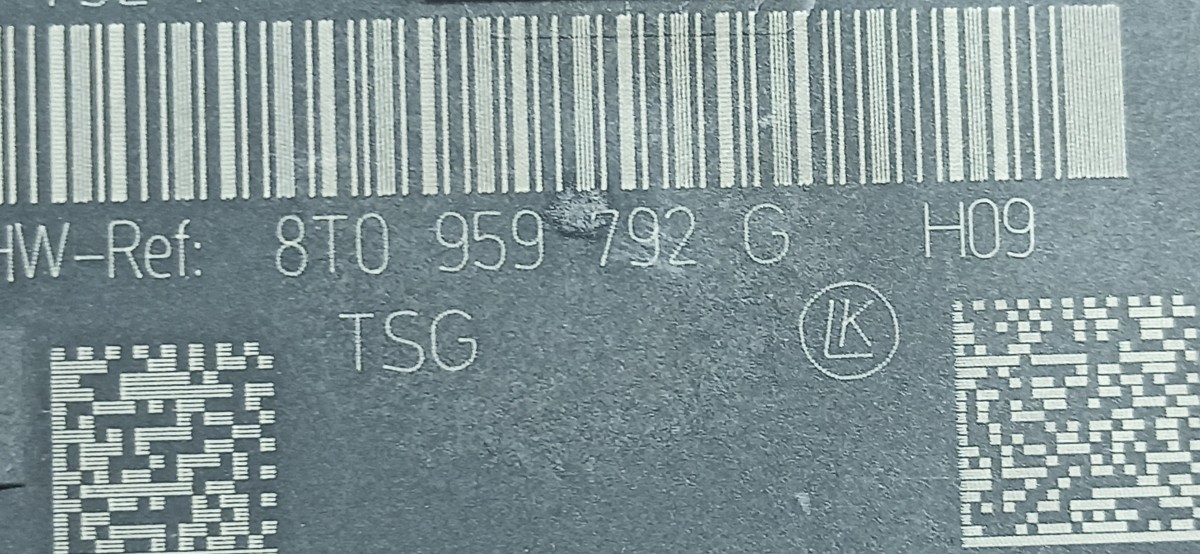 HW-Ref: 8T0 959 792 G H09
TSG LK